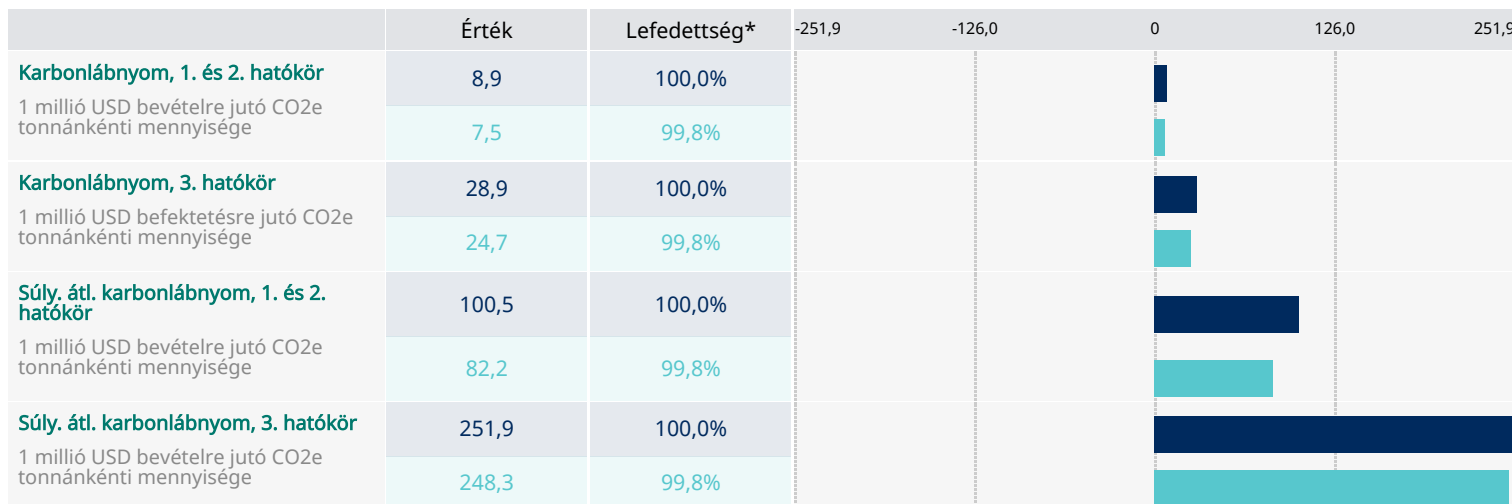 Érték Lefedettség* -251,9 -126,0 0 126,0 251,9
Karbonlábnyom, 1. és 2. hatókör
1 millió USD bevételre jutó CO2e
tonnánkénti mennyisége
8,9 100,0%
7,5 99,8%
Karbonlábnyom, 3. hatókör
1 millió USD befektetésre jutó CO2e
tonnánkénti mennyisége
28,9 100,0%
24,7 99,8%
Súly. átl. karbonlábnyom, 1. és 2.
hatókör
1 millió USD bevételre jutó CO2e
tonnánkénti mennyisége
100,5 100,0%
82,2 99,8%
Súly. átl. karbonlábnyom, 3. hatókör
1 millió USD bevételre jutó CO2e
tonnánkénti mennyisége
251,9 100,0%
248,3 99,8%